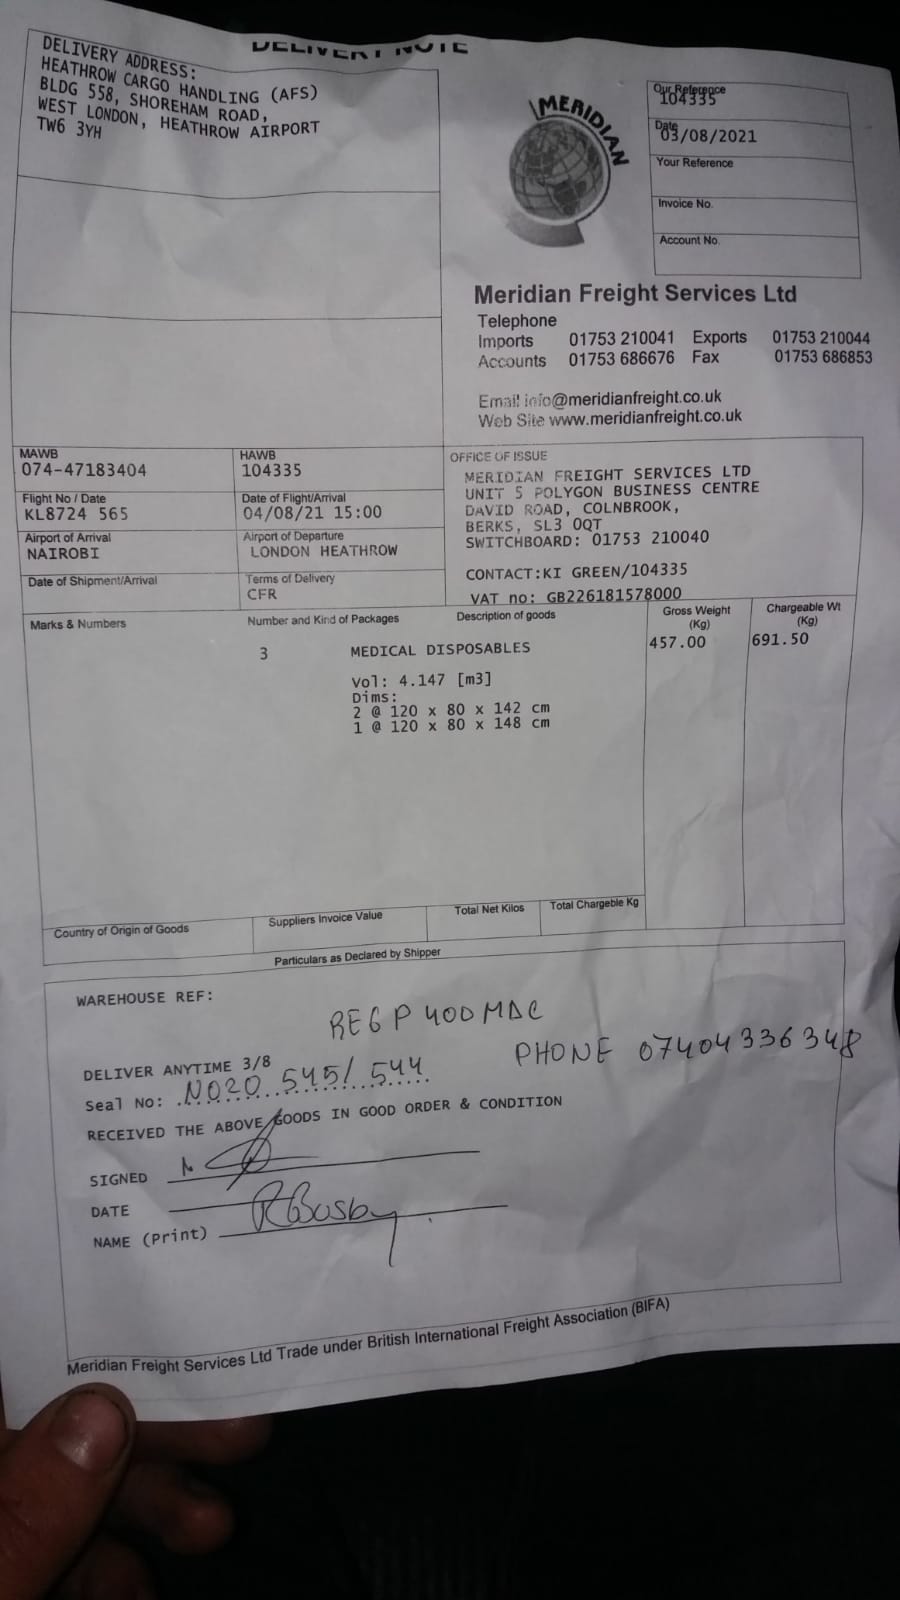 DELIVERY NOTE
DELIVERY ADDRESS:
HEATHROW CARGO HANDLING (AFS)
BLDG 558, SHOREHAM ROAD,
WEST LONDON, HEATHROW AIRPORT
TW6 3YH
MERIDIAN
Our Reference
104335
Date
03/08/2021
Your Reference
Invoice No.
Account No.
Meridian Freight Services Ltd
Telephone
Imports 01753 210041 Exports 01753 210044
Accounts 01753 686676 Fax 01753 686853
Email info@meridianfreight.co.uk
Web Site www.meridianfreight.co.uk
MAWB
074-47183404
HAWB
104335
Flight No / Date
KL8724 565
Date of Flight/Arrival
04/08/21 15:00
Airport of Arrival
NAIROBI
Airport of Departure
LONDON HEATHROW
Date of Shipment/Arrival
Terms of Delivery
CFR
OFFICE OF ISSUE
MERIDIAN FREIGHT SERVICES LTD
UNIT 5 POLYGON BUSINESS CENTRE
DAVID ROAD, COLNBROOK,
BERKS, SL3 0QT
SWITCHBOARD: 01753 210040
CONTACT:KI GREEN/104335
VAT no: GB226181578000
Marks & Numbers
Number and Kind of Packages
Description of goods
Gross Weight
(Kg)
Chargeable Wt
(Kg)
3 MEDICAL DISPOSABLES 457.00 691.50
Vol: 4.147 [m3]
Dims:
2 @ 120 x 80 x 142 cm
1 @ 120 x 80 x 148 cm
Country of Origin of Goods
Suppliers Invoice Value
Total Net Kilos
Total Chargeble Kg
Particulars as Declared by Shipper
WAREHOUSE REF:
REG P400MDC
DELIVER ANYTIME 3/8
PHONE 07404336348
Seal No: N020 545/544
RECEIVED THE ABOVE GOODS IN GOOD ORDER & CONDITION
SIGNED
DATE
NAME (Print) RBusby
Meridian Freight Services Ltd Trade under British International Freight Association (BIFA)